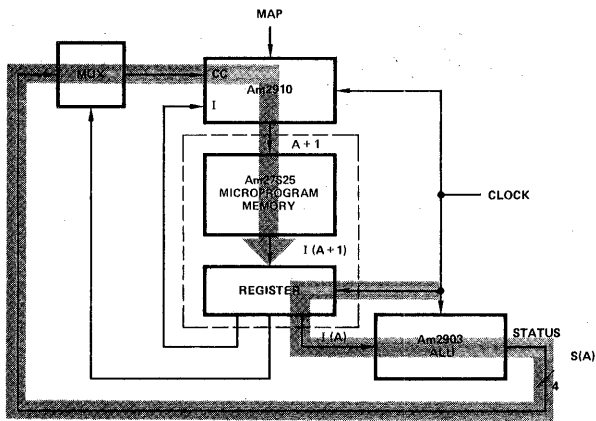 MAP
MUX
CC
Am2910
I
A + 1
Am27S25
MICROPROGRAM
MEMORY
CLOCK
I (A+1)
REGISTER
I (A)
Am2903
ALU
STATUS
S(A)
4